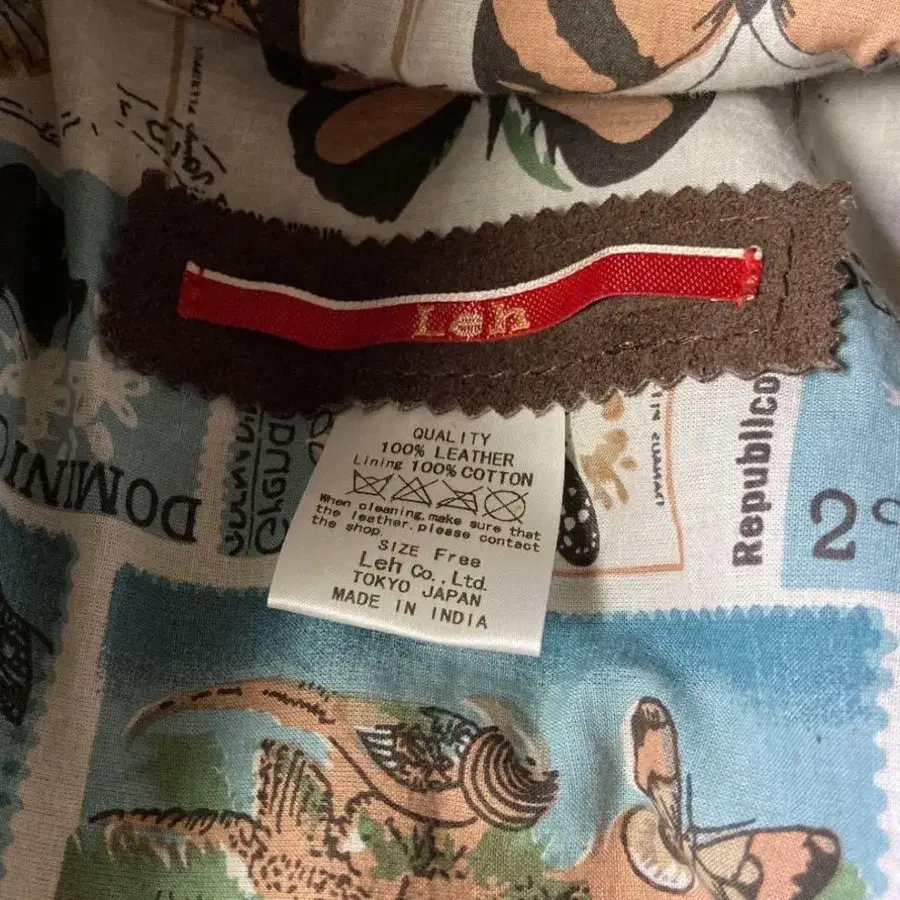 Leh
QUALITY
100% LEATHER
Lining 100% COTTON
When cleaning, make sure that
the leather, please contact
the shop.
SIZE Free
Leh Co., Ltd.
TOKYO JAPAN
MADE IN INDIA
DOMINI
Republico
2